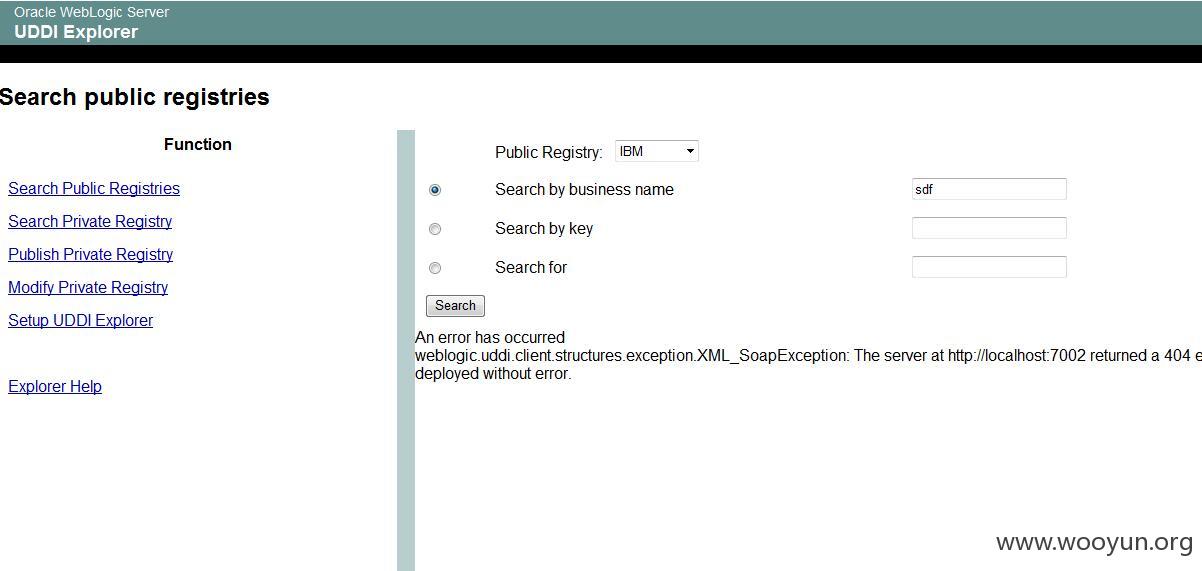 Oracle WebLogic Server
UDDI Explorer
Search public registries
Function
Search Public Registries
Search Private Registry
Publish Private Registry
Modify Private Registry
Setup UDDI Explorer
Explorer Help
Public Registry: IBM
Search by business name sdf
Search by key
Search for
Search
An error has occurred
weblogic.uddi.client.structures.exception.XML_SoapException: The server at http://localhost:7002 returned a 404 e
deployed without error.
www.wooyun.org